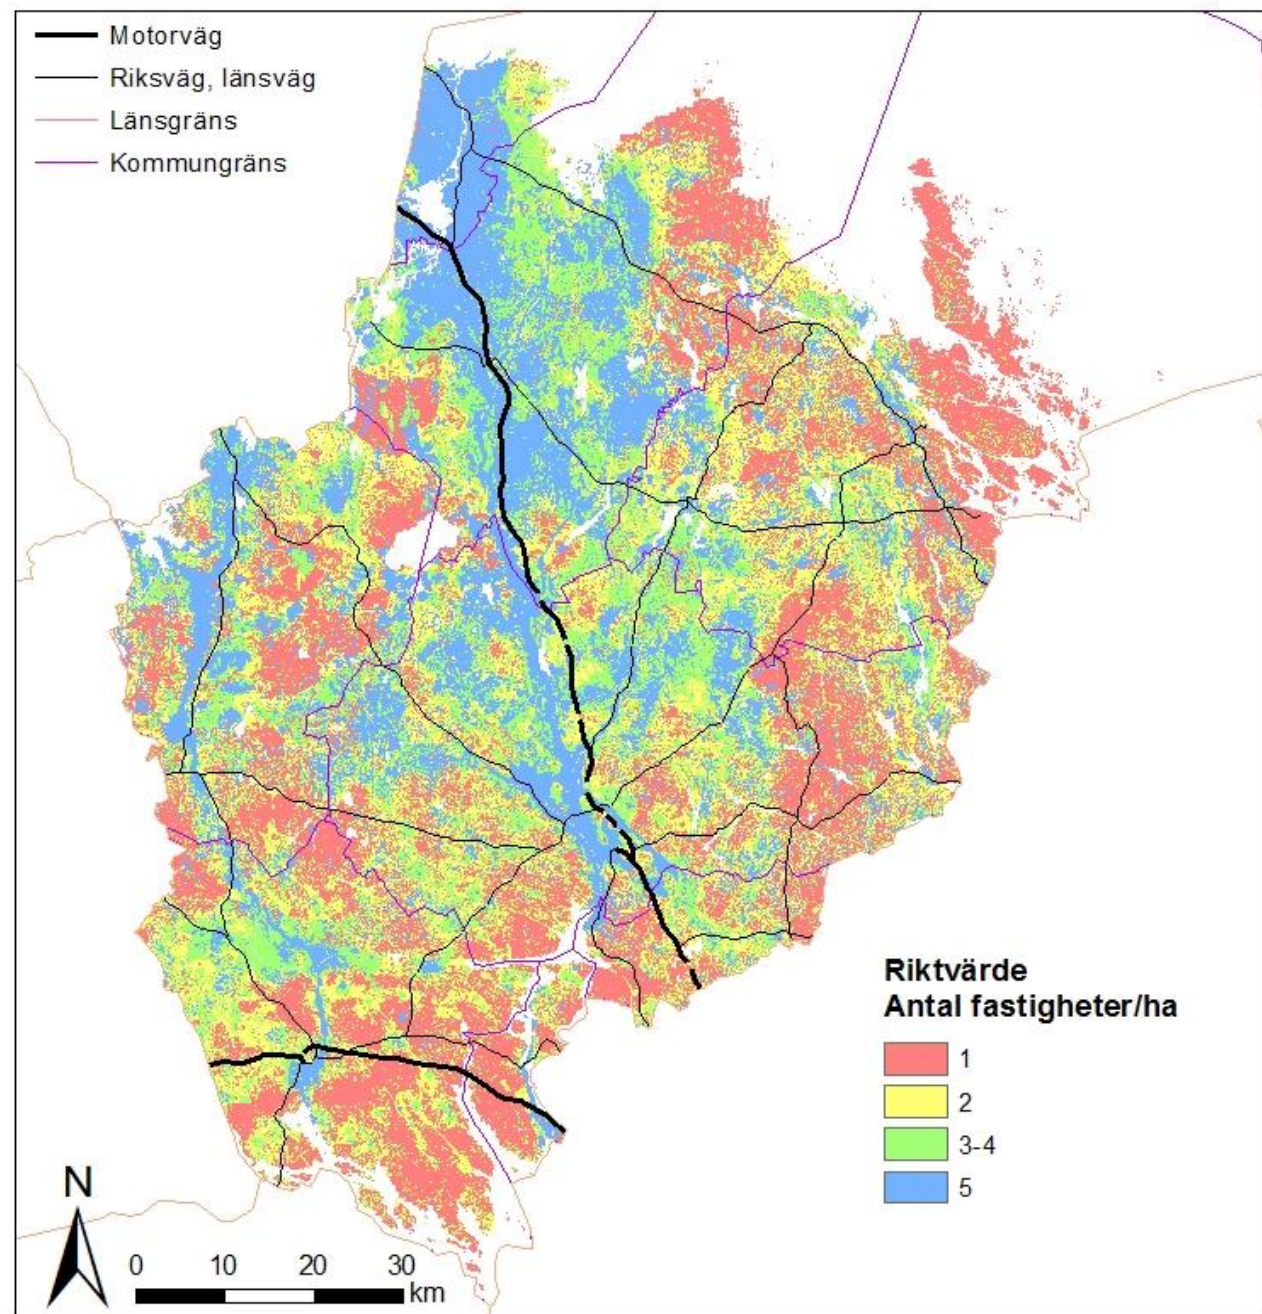 Motorväg
Riksväg, länsväg
Länsgräns
Kommungräns
Riktvärde
Antal fastigheter/ha
1
2
3-4
5
N
0 10 20 30
km